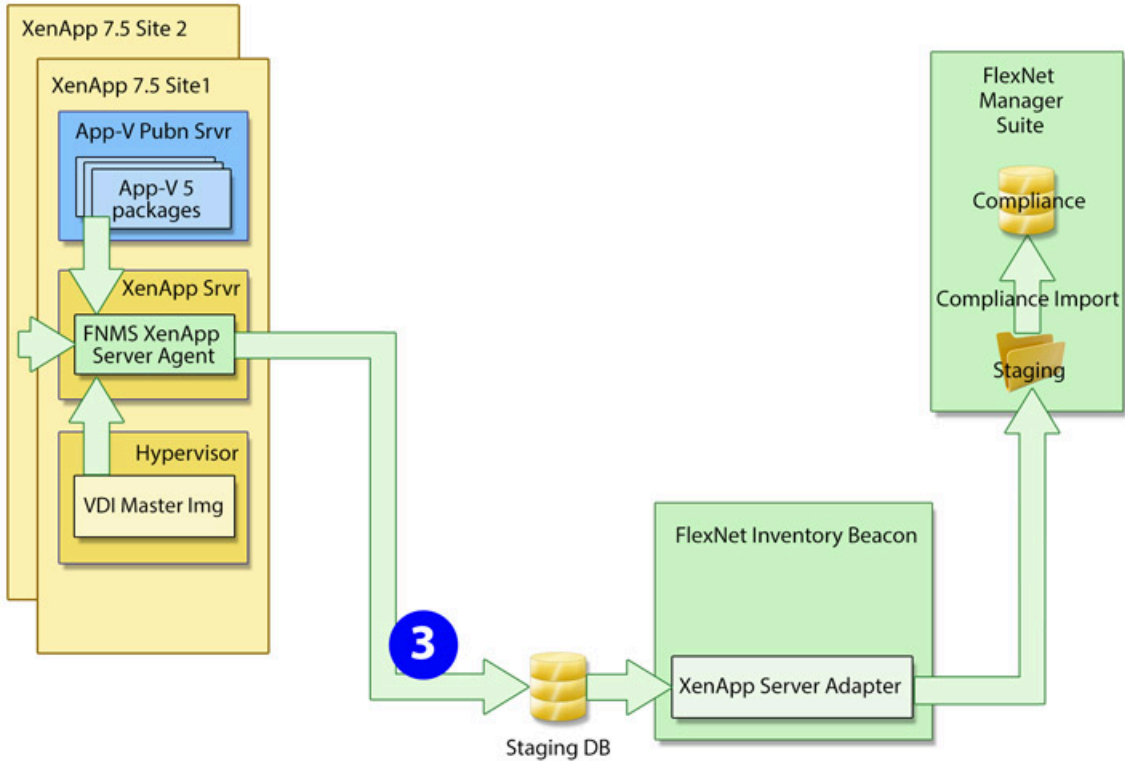 XenApp 7.5 Site 2
XenApp 7.5 Site1
App-V Pubn Srvr
App-V 5
packages
XenApp Srvr
FNMS XenApp
Server Agent
Hypervisor
VDI Master Img
3
Staging DB
FlexNet Inventory Beacon
XenApp Server Adapter
FlexNet
Manager
Suite
Compliance
Compliance Import
Staging